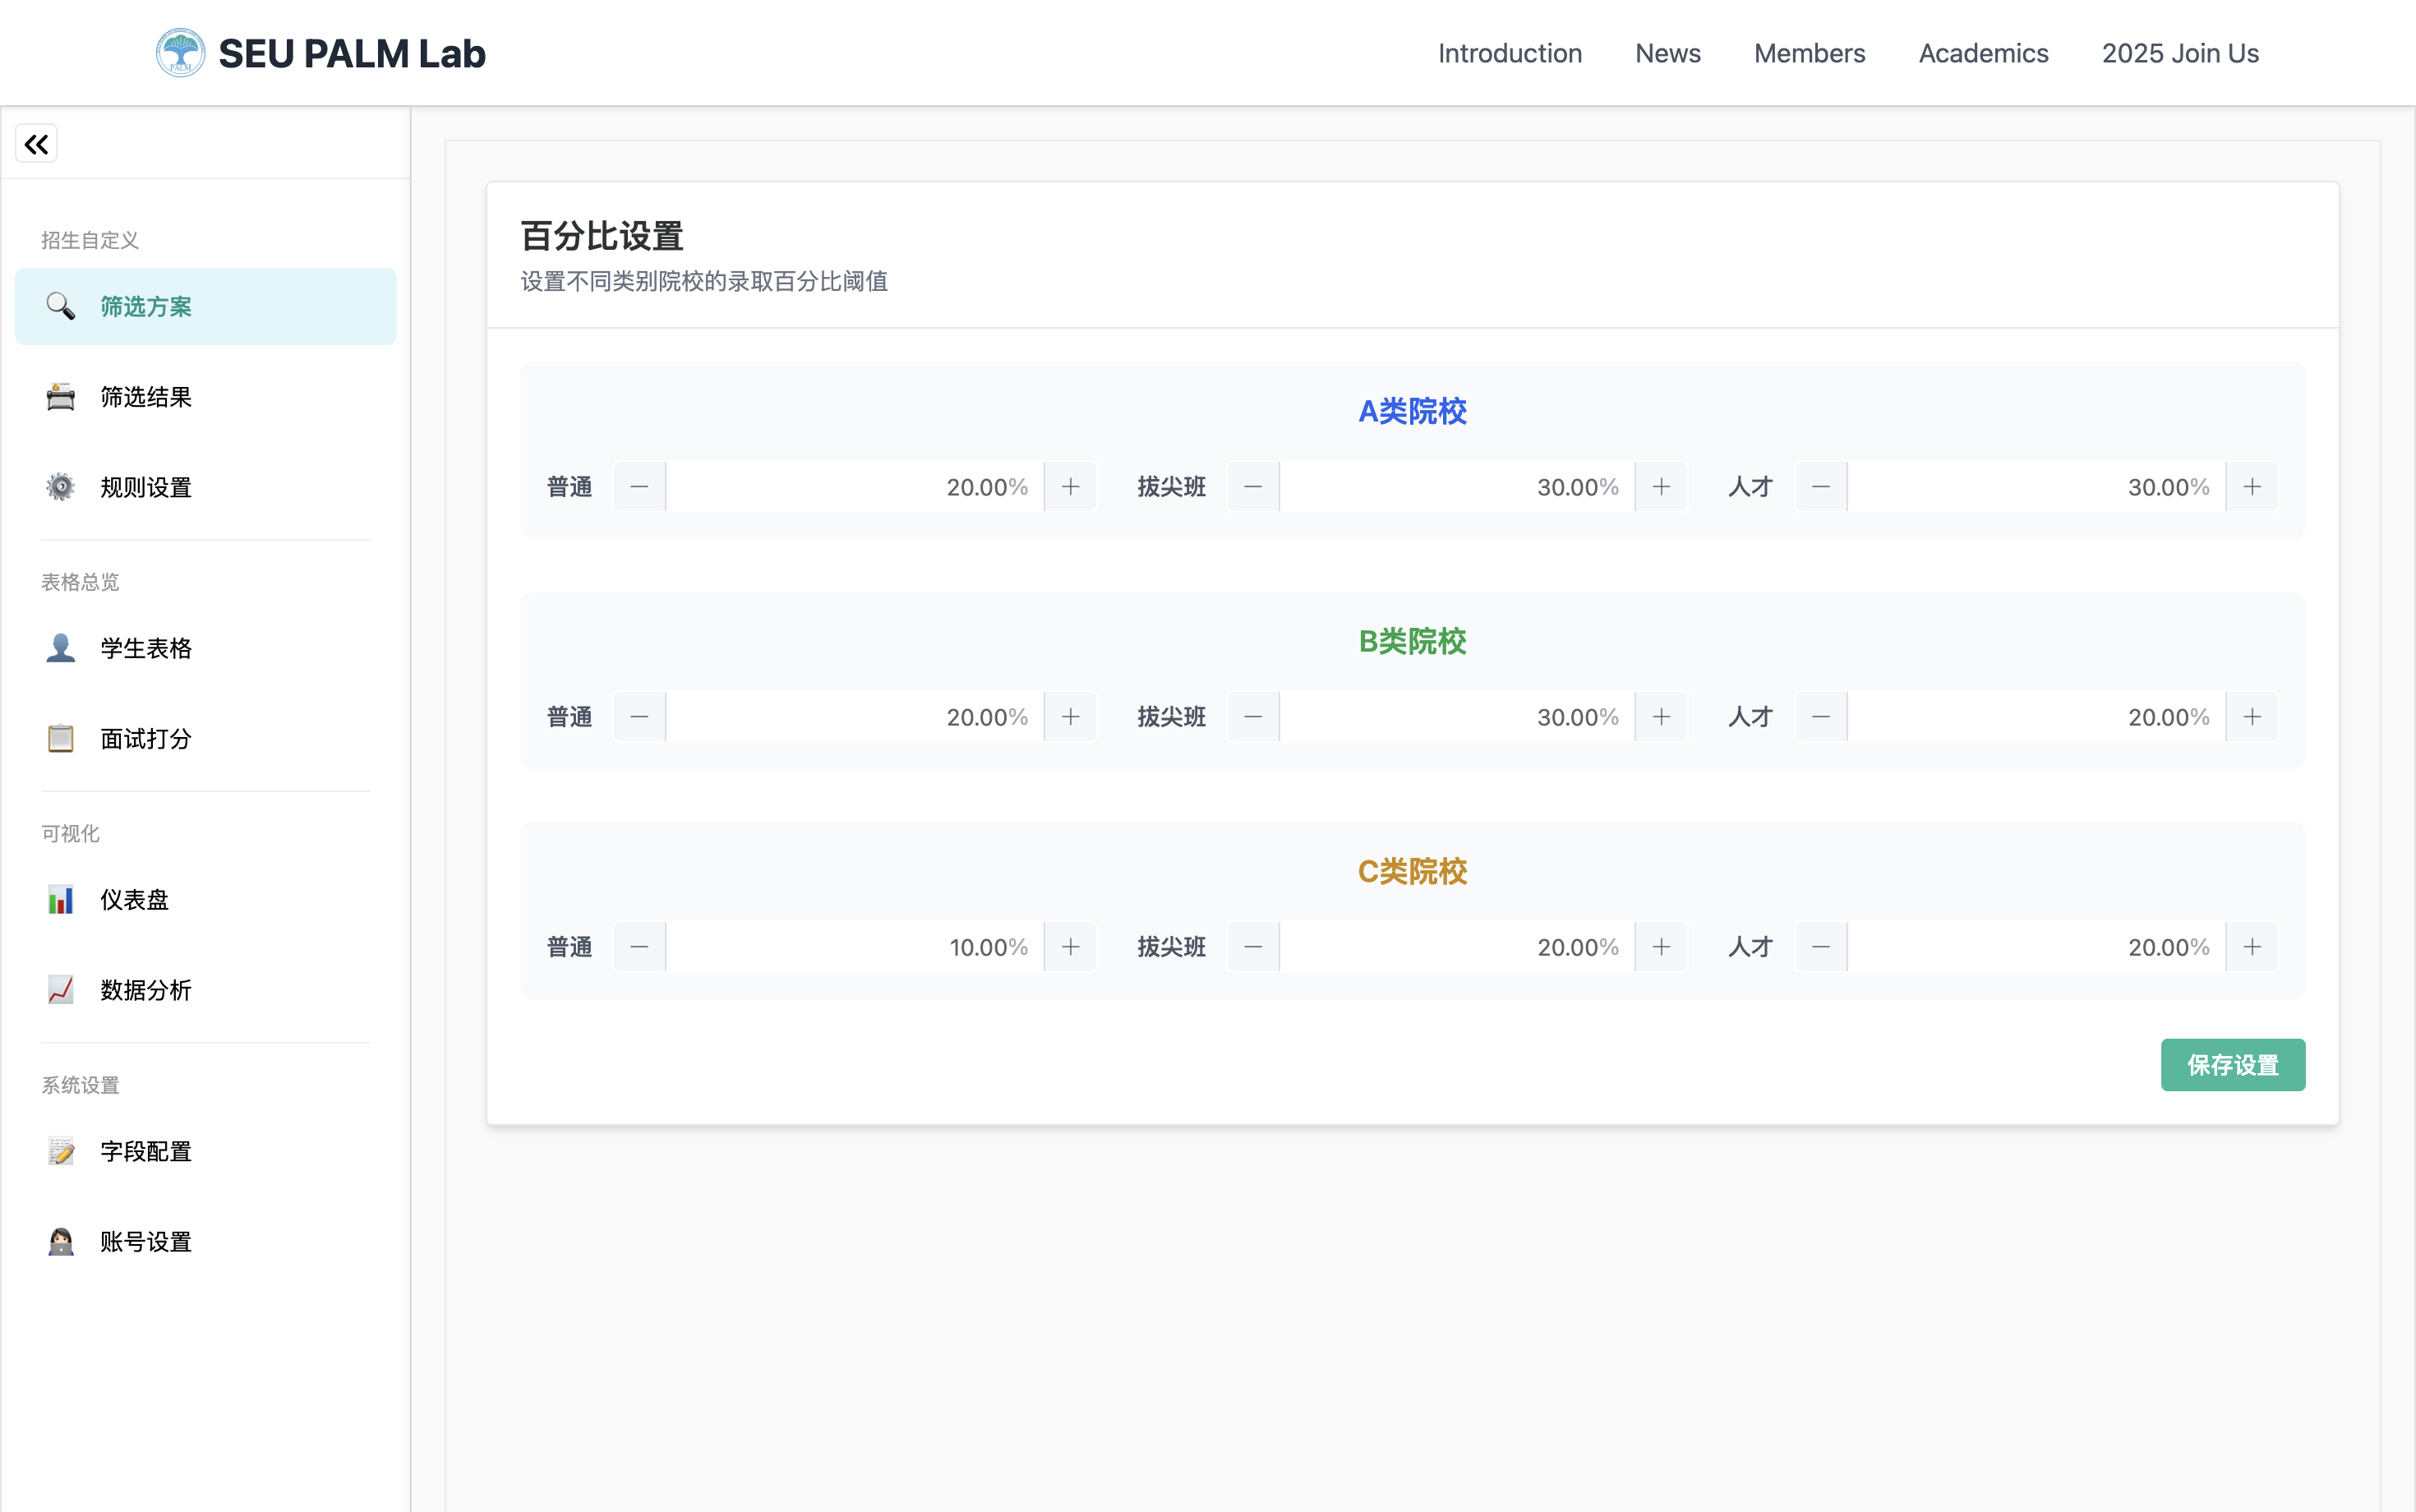 SEU PALM Lab
Introduction News Members Academics 2025 Join Us
招生自定义
筛选方案
筛选结果
规则设置
表格总览
学生表格
面试打分
可视化
仪表盘
数据分析
系统设置
字段配置
账号设置
百分比设置
设置不同类别院校的录取百分比阈值
A类院校
普通 20.00% 拔尖班 30.00% 人才 30.00%
B类院校
普通 20.00% 拔尖班 30.00% 人才 20.00%
C类院校
普通 10.00% 拔尖班 20.00% 人才 20.00%
保存设置